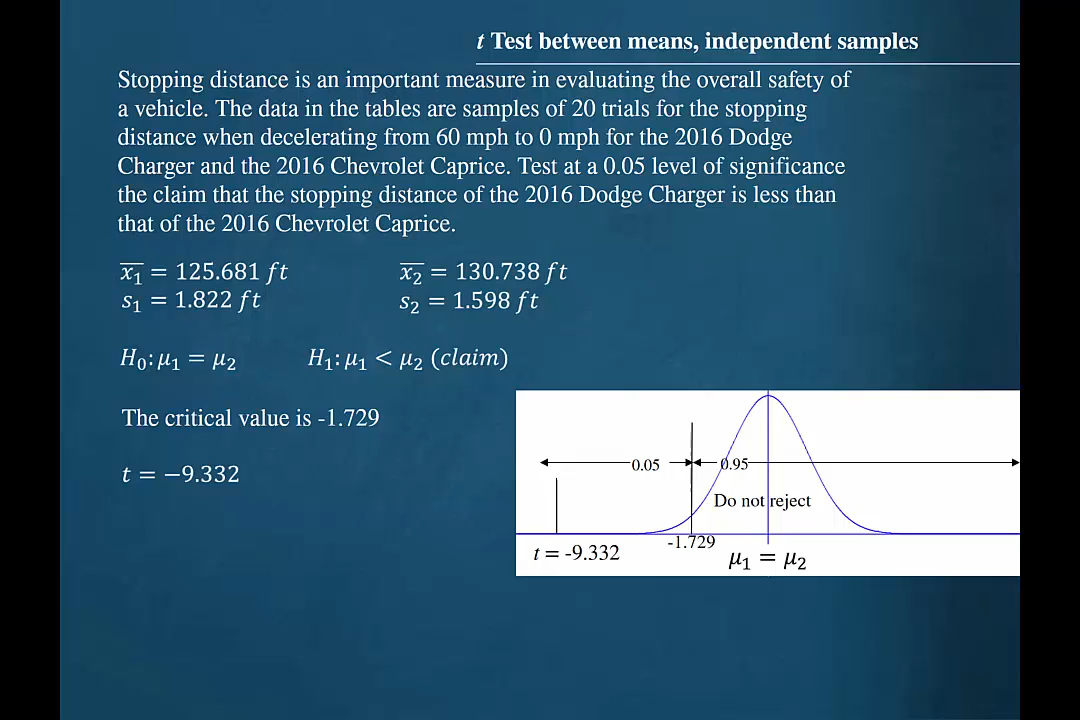 t Test between means, independent samples
Stopping distance is an important measure in evaluating the overall safety of
a vehicle. The data in the tables are samples of 20 trials for the stopping
distance when decelerating from 60 mph to 0 mph for the 2016 Dodge
Charger and the 2016 Chevrolet Caprice. Test at a 0.05 level of significance
the claim that the stopping distance of the 2016 Dodge Charger is less than
that of the 2016 Chevrolet Caprice.
x̅₁ = 125.681 ft x̅₂ = 130.738 ft
s₁ = 1.822 ft s₂ = 1.598 ft
H₀: μ₁ = μ₂ H₁: μ₁ < μ₂ (claim)
The critical value is -1.729
t = −9.332
0.05 0.95
Do not reject
-1.729
t = -9.332
μ₁ = μ₂